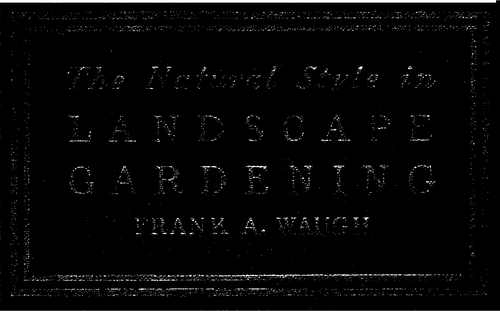 The Natural Style in
LANDSCAPE
GARDENING
FRANK A. WAUGH